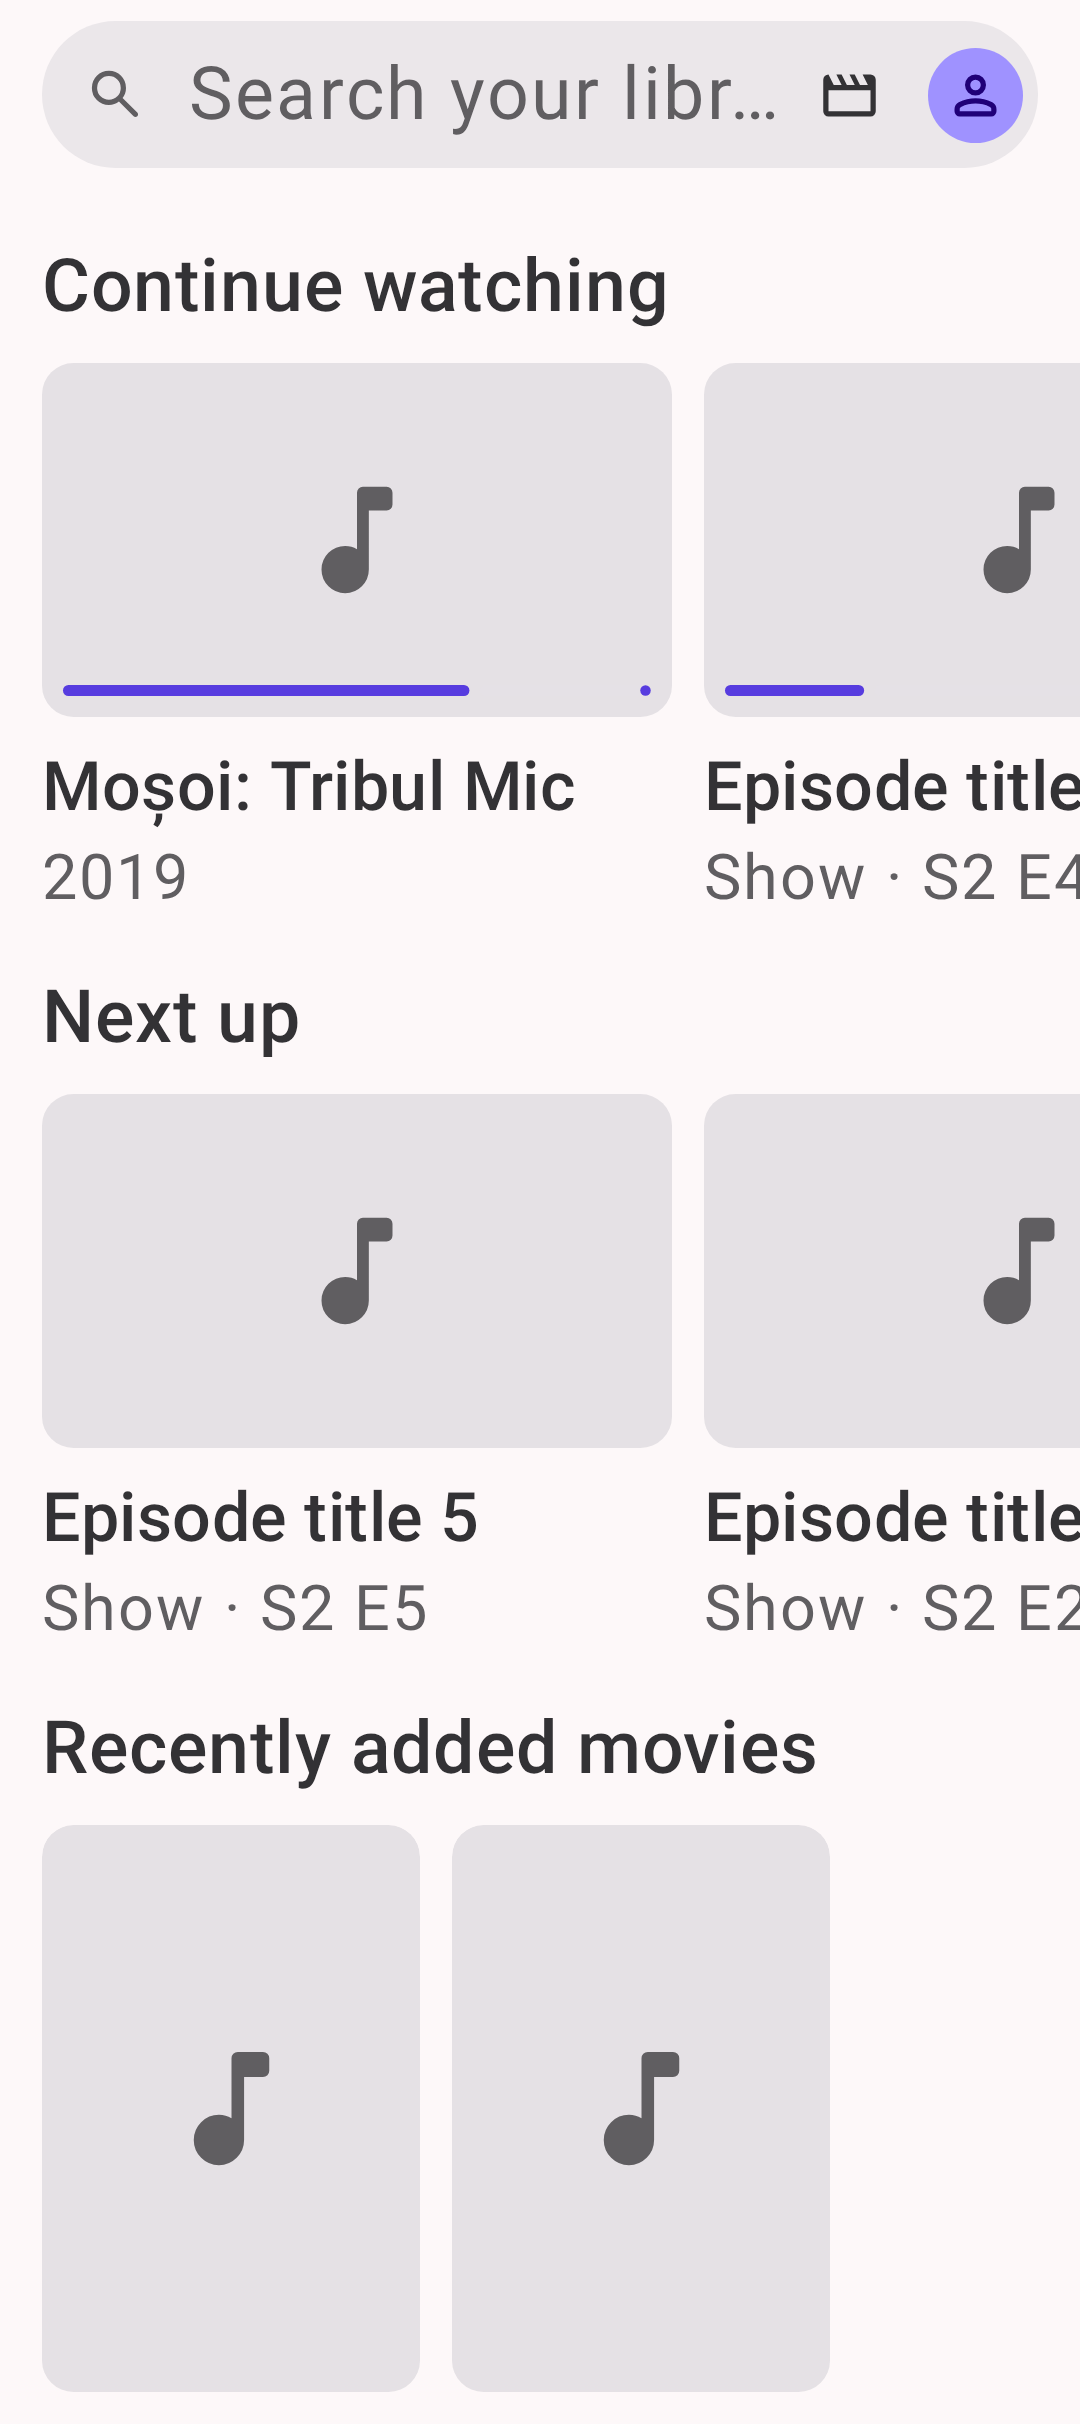 Search your libr…
Continue watching
Moșoi: Tribul Mic
2019
Episode title
Show · S2 E4
Next up
Episode title 5
Show · S2 E5
Episode title
Show · S2 E2
Recently added movies